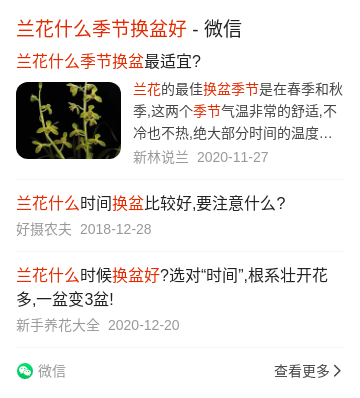 兰花什么季节换盆好 - 微信
兰花什么季节换盆最适宜?
兰花的最佳换盆季节是在春季和秋
季,这两个季节气温非常的舒适,不
冷也不热,绝大部分时间的温度…
新林说兰 2020-11-27
兰花什么时间换盆比较好,要注意什么?
好摄农夫 2018-12-28
兰花什么时候换盆好?选对“时间”,根系壮开花
多,一盆变3盆!
新手养花大全 2020-12-20
微信
查看更多